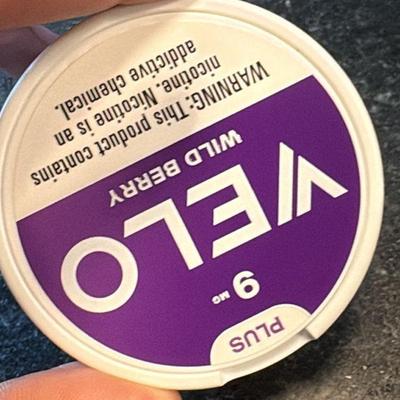 PLUS
9 MG
VELO
WILD BERRY
WARNING: This product contains
nicotine. Nicotine is an
addictive chemical.